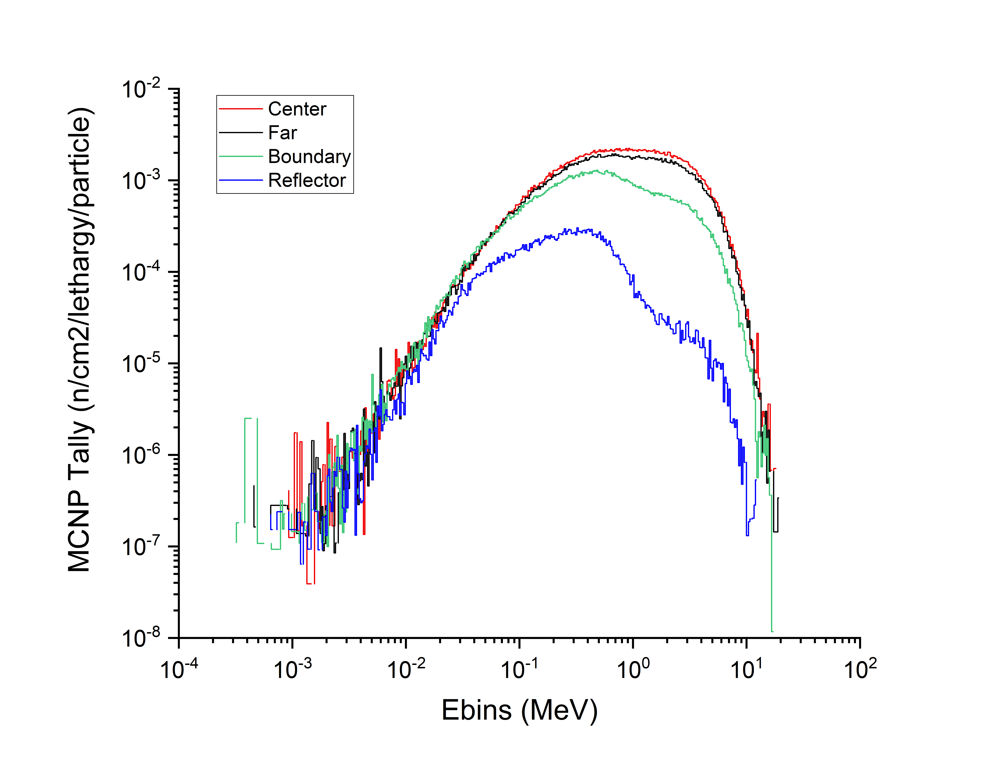 MCNP Tally (n/cm2/lethargy/particle)
10-2
10-3
10-4
10-5
10-6
10-7
10-8
Center
Far
Boundary
Reflector
10-4 10-3 10-2 10-1 100 101 102
Ebins (MeV)